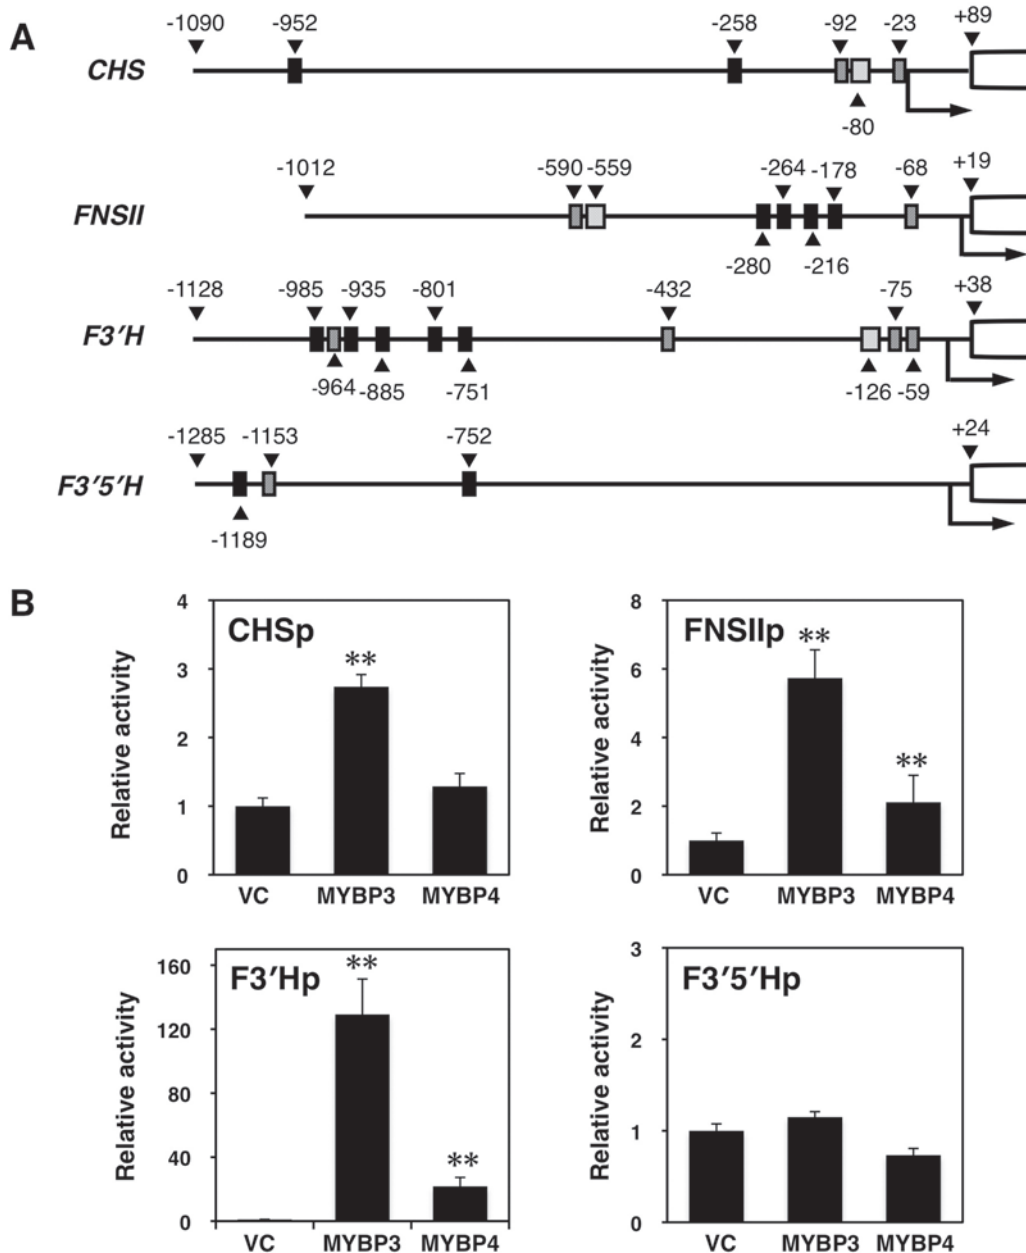 A
-1090 -952 -258 -92 -23 +89
CHS
-80
-1012 -590 -559 -264 -178 -68 +19
FNSII
-280 -216
-1128 -985 -935 -801 -432 -75 +38
F3′H
-964 -885 -751 -126 -59
-1285 -1153 -752 +24
F3′5′H
-1189
B
CHSp
Relative activity
4
3
2
1
0
**
VC MYBP3 MYBP4
FNSIIp
Relative activity
8
6
4
2
0
**
**
VC MYBP3 MYBP4
F3′Hp
Relative activity
160
120
80
40
0
**
**
VC MYBP3 MYBP4
F3′5′Hp
Relative activity
3
2
1
0
VC MYBP3 MYBP4